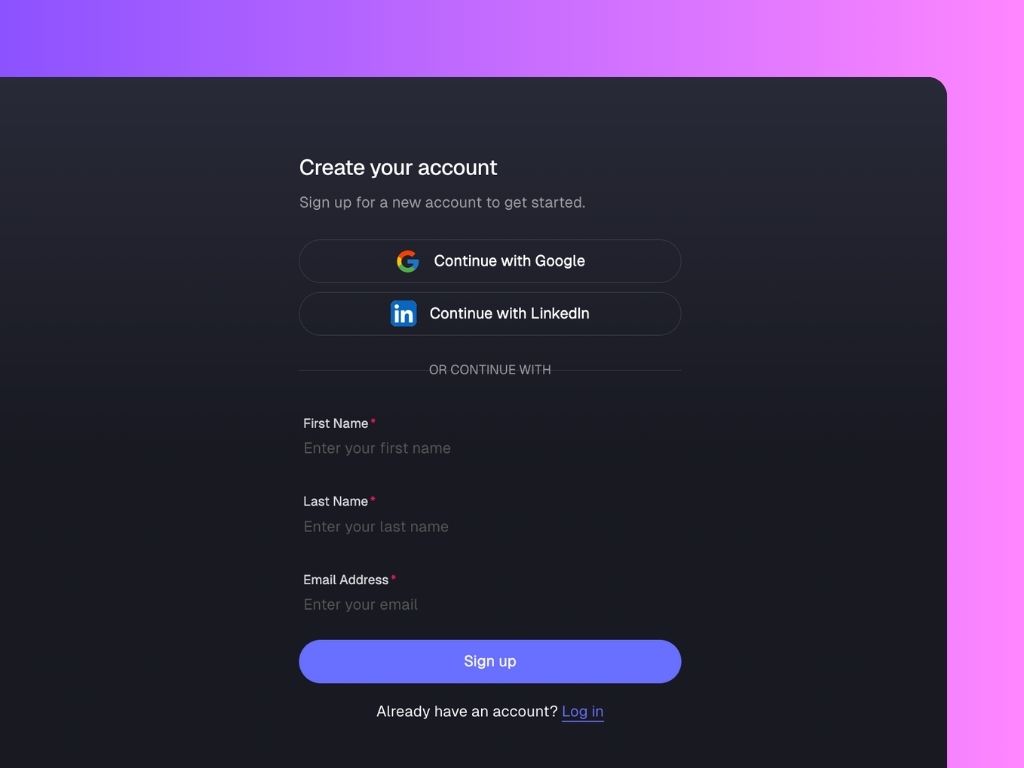 Create your account
Sign up for a new account to get started.
Continue with Google
in Continue with LinkedIn
OR CONTINUE WITH
First Name*
Enter your first name
Last Name*
Enter your last name
Email Address*
Enter your email
Sign up
Already have an account? Log in